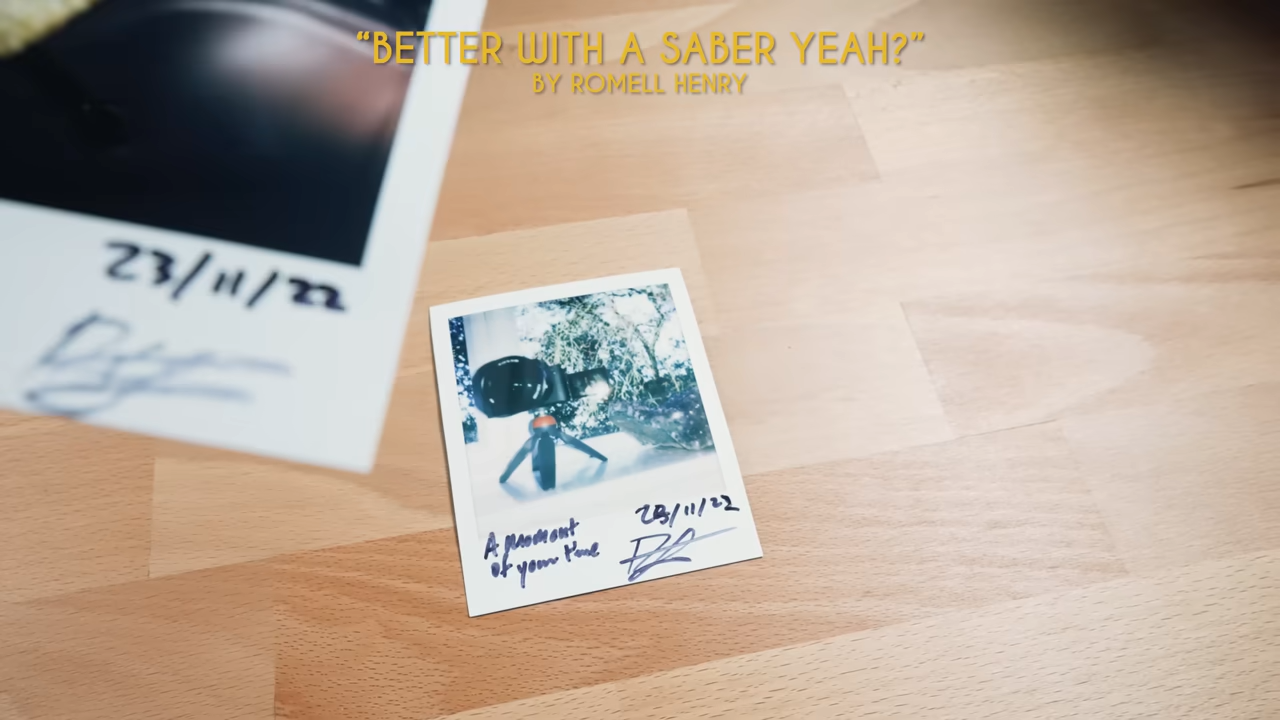 “BETTER WITH A SABER YEAH?”
BY ROMELL HENRY
23/11/22
A moment
of your time
23/11/22